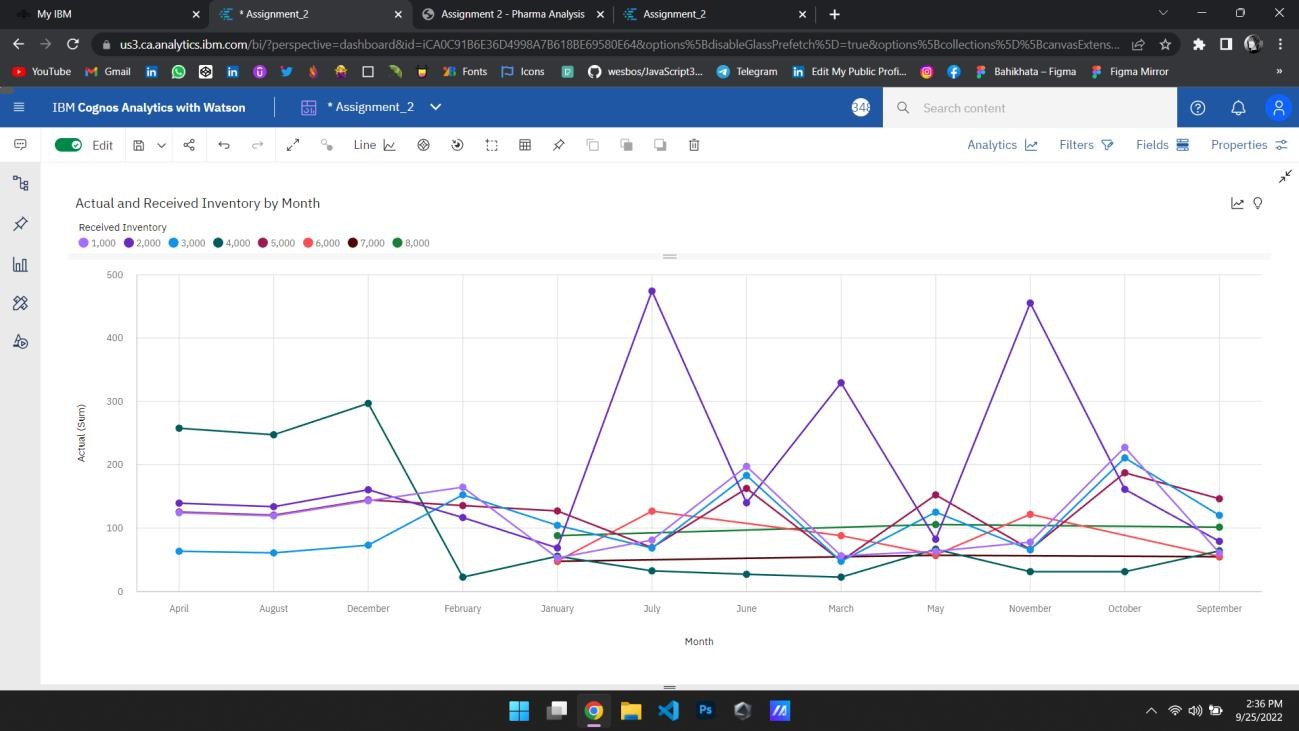 My IBM
* Assignment_2
Assignment 2 - Pharma Analysis
Assignment_2
us3.ca.analytics.ibm.com/bi/?perspective=dashboard&id=iCA0C91B6E36D4998A7B618BE69580E64&options%5BdisableGlassPrefetch%5D=true&options%5Bcollections%5D%5BcanvasExtens...
YouTube Gmail Fonts Icons wesbos/JavaScript3... Telegram Edit My Public Profi... Bahikhata – Figma Figma Mirror »
IBM Cognos Analytics with Watson
* Assignment_2
Search content
Edit
Line
Analytics
Filters
Fields
Properties
Actual and Received Inventory by Month
Received Inventory
1,000 2,000 3,000 4,000 5,000 6,000 7,000 8,000
500
400
300
200
100
0
Actual (Sum)
April August December February January July June March May November October September
Month
Ps
2:36 PM
9/25/2022